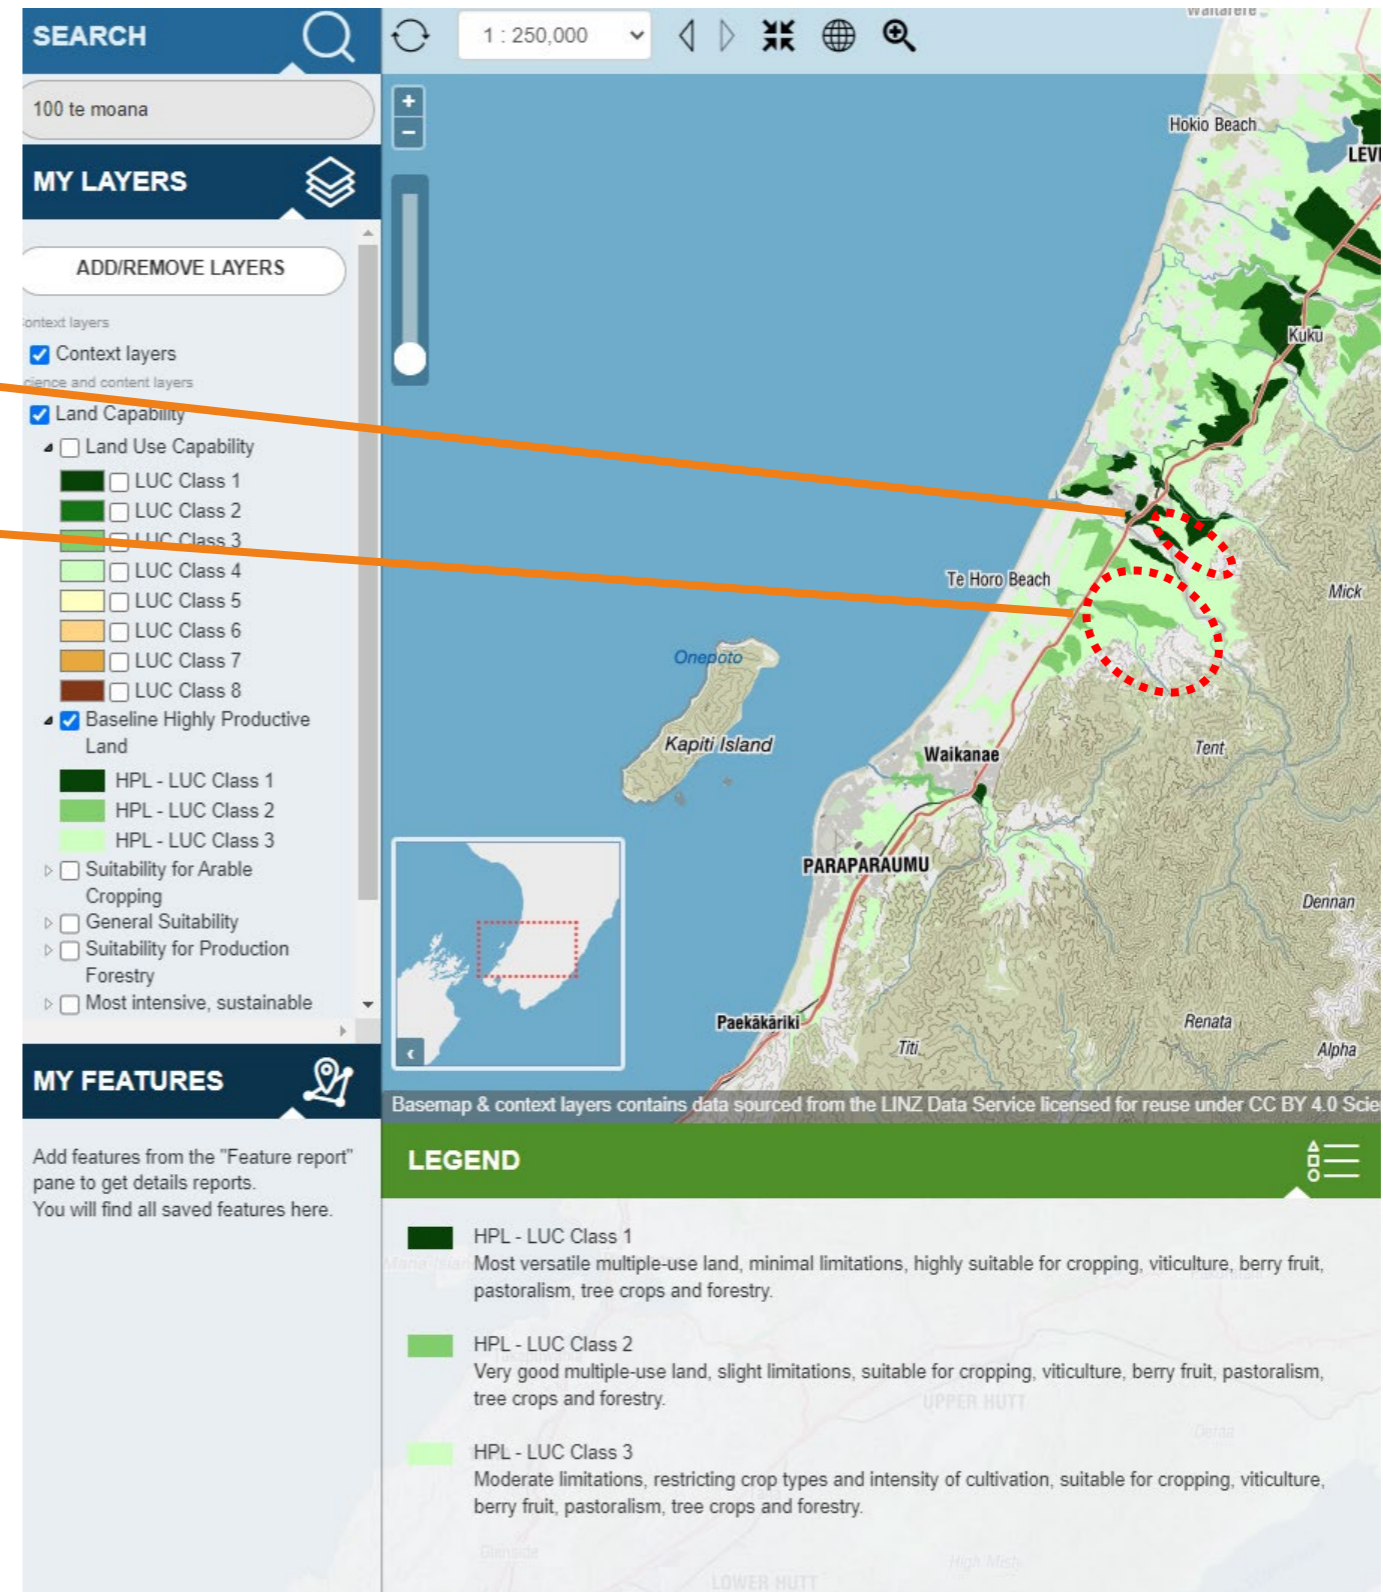 SEARCH
100 te moana
MY LAYERS
ADD/REMOVE LAYERS
ontext layers
Context layers
cience and content layers
Land Capability
Land Use Capability
LUC Class 1
LUC Class 2
LUC Class 3
LUC Class 4
LUC Class 5
LUC Class 6
LUC Class 7
LUC Class 8
Baseline Highly Productive
Land
HPL - LUC Class 1
HPL - LUC Class 2
HPL - LUC Class 3
Suitability for Arable
Cropping
General Suitability
Suitability for Production
Forestry
Most intensive, sustainable
MY FEATURES
Add features from the "Feature report"
pane to get details reports.
You will find all saved features here.
1 : 250,000
+
−
Waitarere
Hokio Beach
LEVI
Kuku
Te Horo Beach
Mick
Onepoto
Kapiti Island
Waikanae
Tent
PARAPARAUMU
Dennan
Paekākāriki
Titi
Renata
Alpha
Basemap & context layers contains data sourced from the LINZ Data Service licensed for reuse under CC BY 4.0 Scie
LEGEND
HPL - LUC Class 1
Most versatile multiple-use land, minimal limitations, highly suitable for cropping, viticulture, berry fruit,
pastoralism, tree crops and forestry.
HPL - LUC Class 2
Very good multiple-use land, slight limitations, suitable for cropping, viticulture, berry fruit, pastoralism,
tree crops and forestry.
UPPER HUTT
HPL - LUC Class 3
Moderate limitations, restricting crop types and intensity of cultivation, suitable for cropping, viticulture,
berry fruit, pastoralism, tree crops and forestry.
Glenside
High Misty
LOWER HUTT